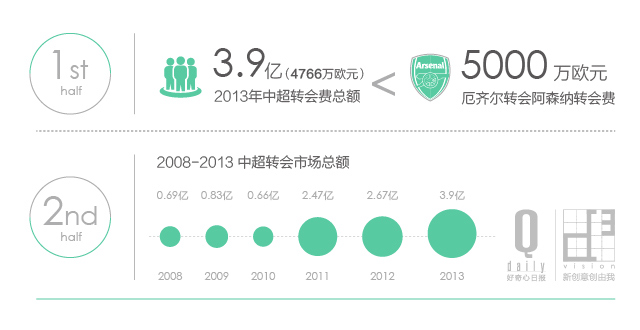 1st
half
3.9亿(4766万欧元)
2013年中超转会费总额
<
Arsenal
5000 万欧元
厄齐尔转会阿森纳转会费
2nd
half
2008-2013 中超转会市场总额
0.69亿 0.83亿 0.66亿 2.47亿 2.67亿 3.9亿
2008 2009 2010 2011 2012 2013
Q
daily
好奇心日报
vision
新创意创由我